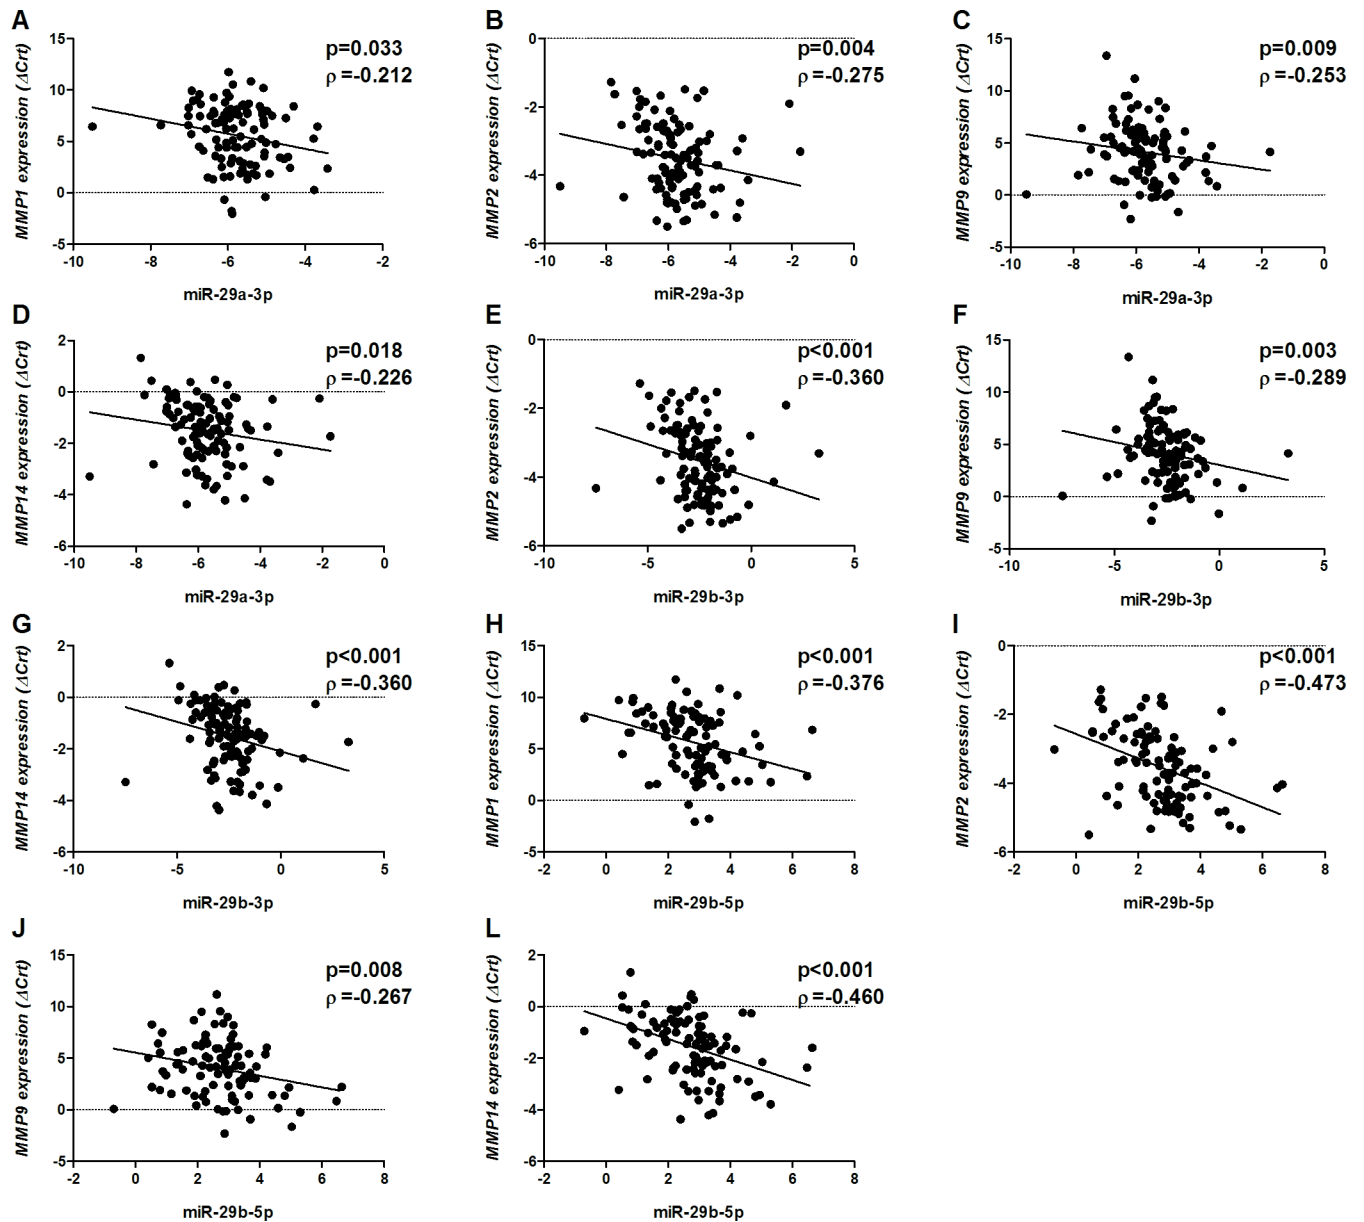 A
MMP1 expression (ΔCrt)
p=0.033
ρ=-0.212
15
10
5
0
-5
-10
-8
-6
-4
-2
miR-29a-3p
B
MMP2 expression (ΔCrt)
p=0.004
ρ=-0.275
0
-2
-4
-6
-10
-8
-6
-4
-2
0
miR-29a-3p
C
MMP9 expression (ΔCrt)
p=0.009
ρ=-0.253
15
10
5
0
-5
-10
-8
-6
-4
-2
0
miR-29a-3p
D
MMP14 expression (ΔCrt)
p=0.018
ρ=-0.226
2
0
-2
-4
-6
-10
-8
-6
-4
-2
0
miR-29a-3p
E
MMP2 expression (ΔCrt)
p<0.001
ρ=-0.360
0
-2
-4
-6
-10
-5
0
5
miR-29b-3p
F
MMP9 expression (ΔCrt)
p=0.003
ρ=-0.289
15
10
5
0
-5
-10
-5
0
5
miR-29b-3p
G
MMP14 expression (ΔCrt)
p<0.001
ρ=-0.360
2
0
-2
-4
-6
-10
-5
0
5
miR-29b-3p
H
MMP1 expression (ΔCrt)
p<0.001
ρ=-0.376
15
10
5
0
-5
-2
0
2
4
6
8
miR-29b-5p
I
MMP2 expression (ΔCrt)
p<0.001
ρ=-0.473
0
-2
-4
-6
-2
0
2
4
6
8
miR-29b-5p
J
MMP9 expression (ΔCrt)
p=0.008
ρ=-0.267
15
10
5
0
-5
-2
0
2
4
6
8
miR-29b-5p
L
MMP14 expression (ΔCrt)
p<0.001
ρ=-0.460
2
0
-2
-4
-6
-2
0
2
4
6
8
miR-29b-5p